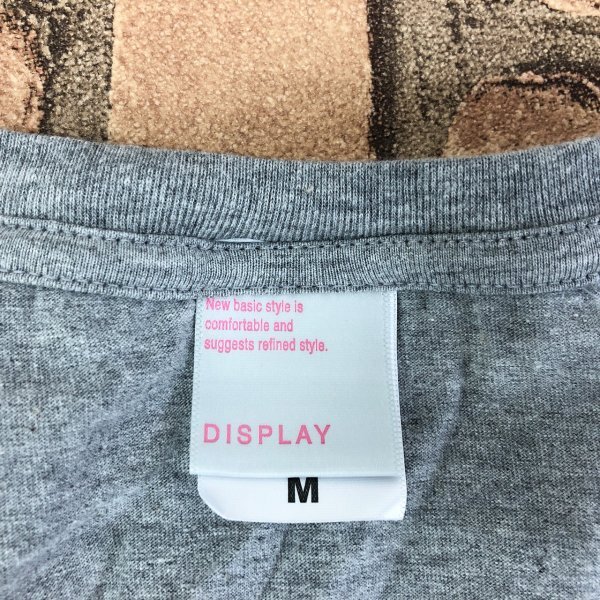 New basic style is
comfortable and
suggests refined style.
DISPLAY
M